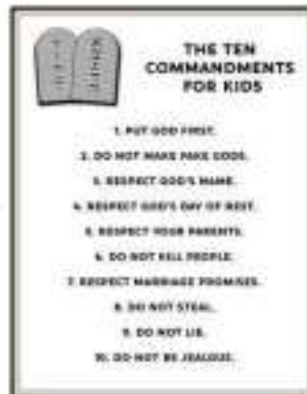 THE TEN
COMMANDMENTS
FOR KIDS
1. PUT GOD FIRST.
2. DO NOT MAKE FAKE GODS.
3. RESPECT GOD'S NAME.
4. RESPECT GOD'S DAY OF REST.
5. RESPECT YOUR PARENTS.
6. DO NOT KILL PEOPLE.
7. RESPECT MARRIAGE PROMISES.
8. DO NOT STEAL.
9. DO NOT LIE.
10. DO NOT BE JEALOUS.